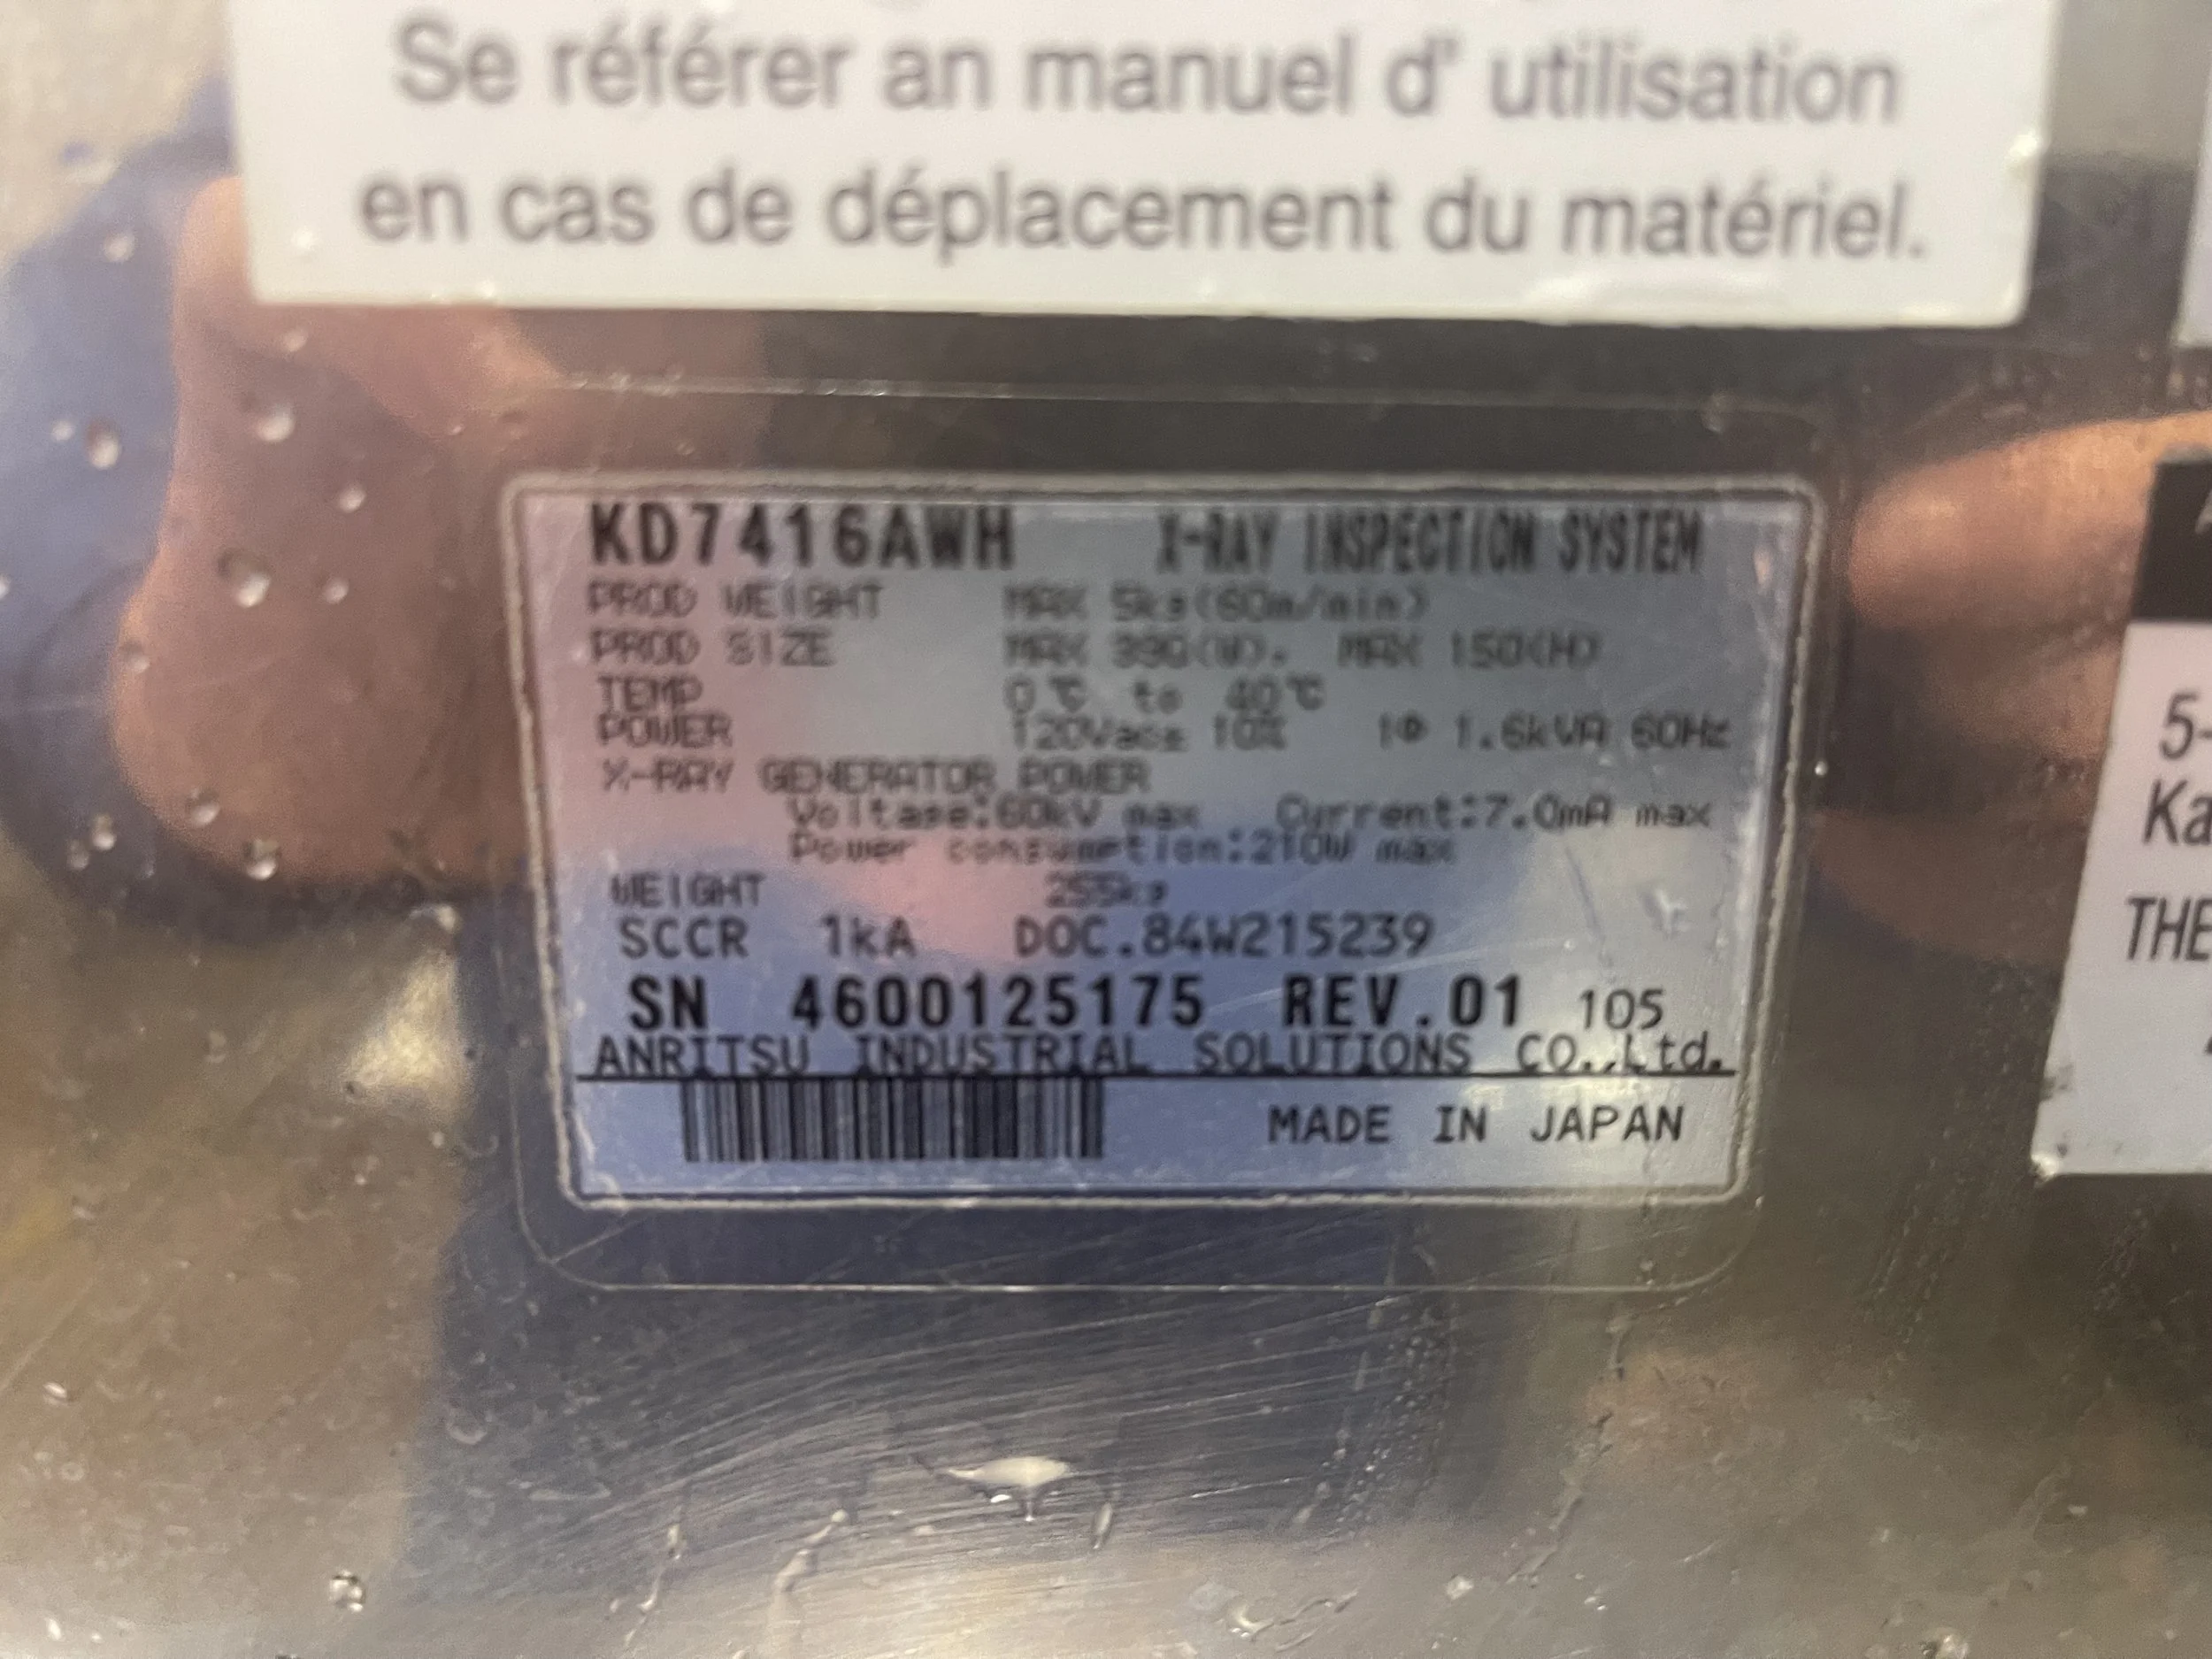 Se référer an manuel d' utilisation
en cas de déplacement du matériel.
KD7416AWH X-RAY INSPECTION SYSTEM
PROD WEIGHT MAX 5kg(60m/min)
PROD SIZE MAX 390(W), MAX 150(H)
TEMP 0℃ to 40℃
POWER 120Vac± 10% 1Φ 1.6kVA 60Hz
X-RAY GENERATOR POWER
Voltage:60kV max Current:7.0mA max
Power consumption:210W max
WEIGHT 255kg
SCCR 1kA DOC.84W215239
SN 4600125175 REV.01 105
ANRITSU INDUSTRIAL SOLUTIONS CO.,Ltd.
MADE IN JAPAN
5-
Ka
THE